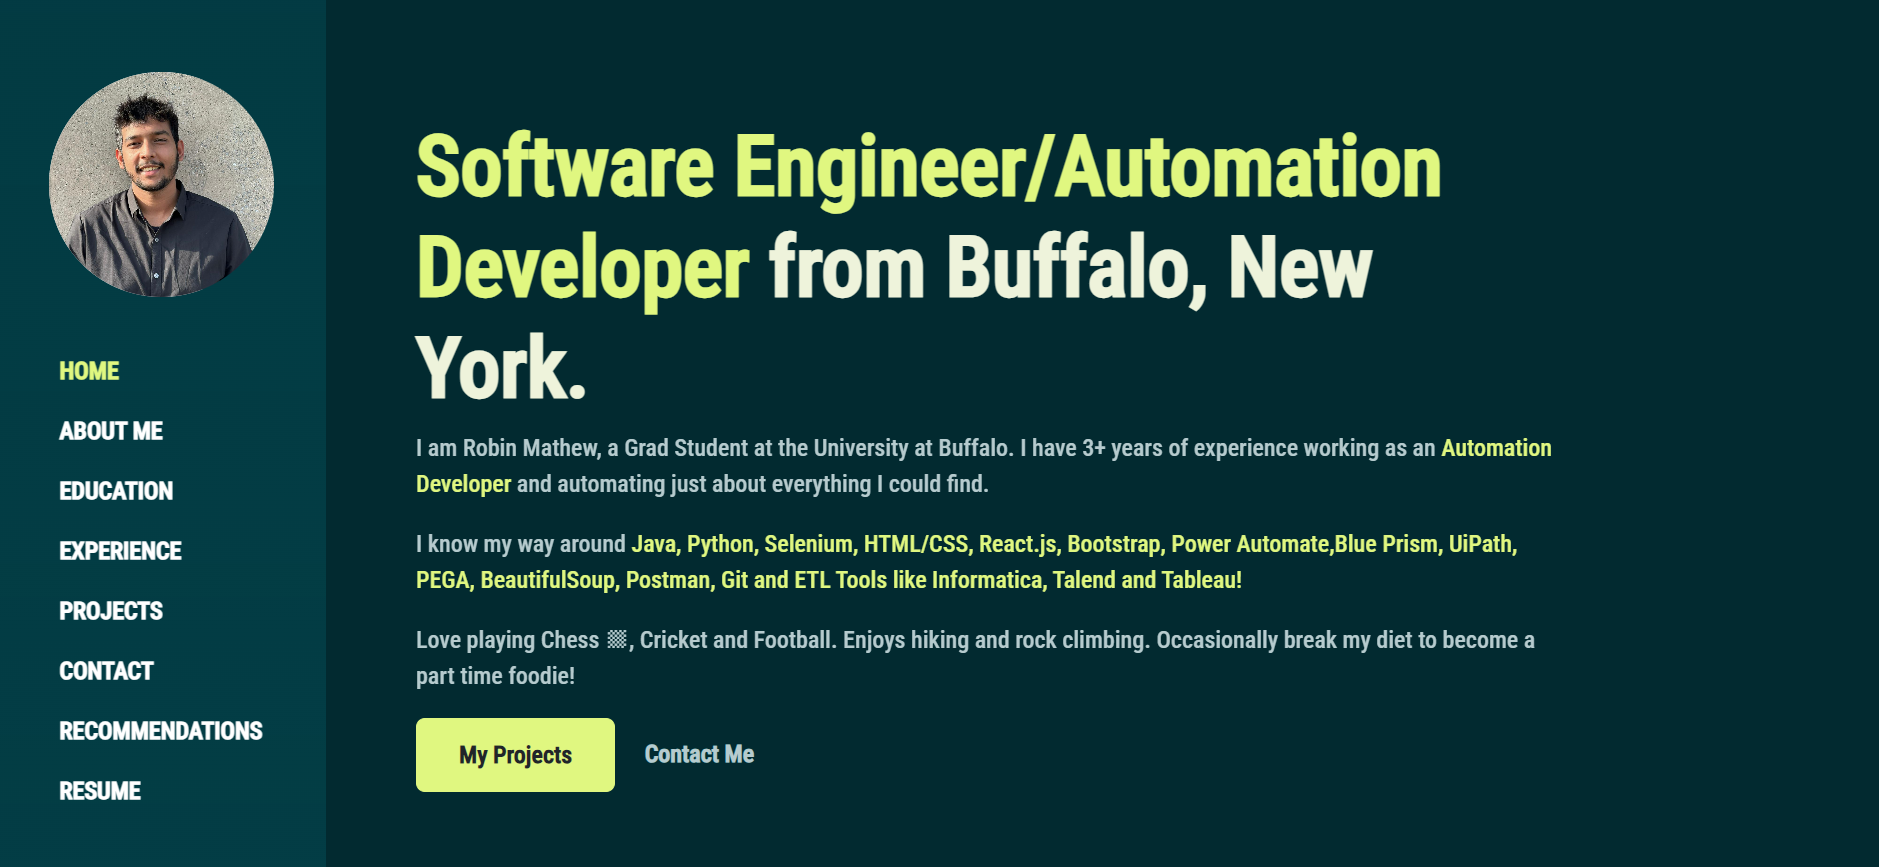 HOME
ABOUT ME
EDUCATION
EXPERIENCE
PROJECTS
CONTACT
RECOMMENDATIONS
RESUME
Software Engineer/Automation
Developer from Buffalo, New
York.
I am Robin Mathew, a Grad Student at the University at Buffalo. I have 3+ years of experience working as an Automation
Developer and automating just about everything I could find.
I know my way around Java, Python, Selenium, HTML/CSS, React.js, Bootstrap, Power Automate,Blue Prism, UiPath,
PEGA, BeautifulSoup, Postman, Git and ETL Tools like Informatica, Talend and Tableau!
Love playing Chess , Cricket and Football. Enjoys hiking and rock climbing. Occasionally break my diet to become a
part time foodie!
My Projects
Contact Me